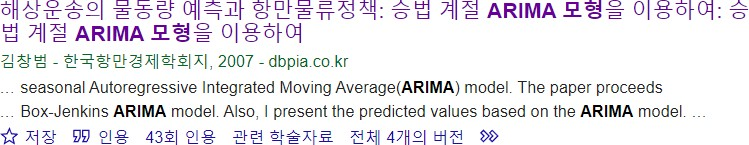 해상운송의 물동량 예측과 항만물류정책: 승법 계절 ARIMA 모형을 이용하여: 승
법 계절 ARIMA 모형을 이용하여
김창범 - 한국항만경제학회지, 2007 - dbpia.co.kr
... seasonal Autoregressive Integrated Moving Average(ARIMA) model. The paper proceeds
... Box-Jenkins ARIMA model. Also, I present the predicted values based on the ARIMA model. ...
저장 인용 43회 인용 관련 학술자료 전체 4개의 버전